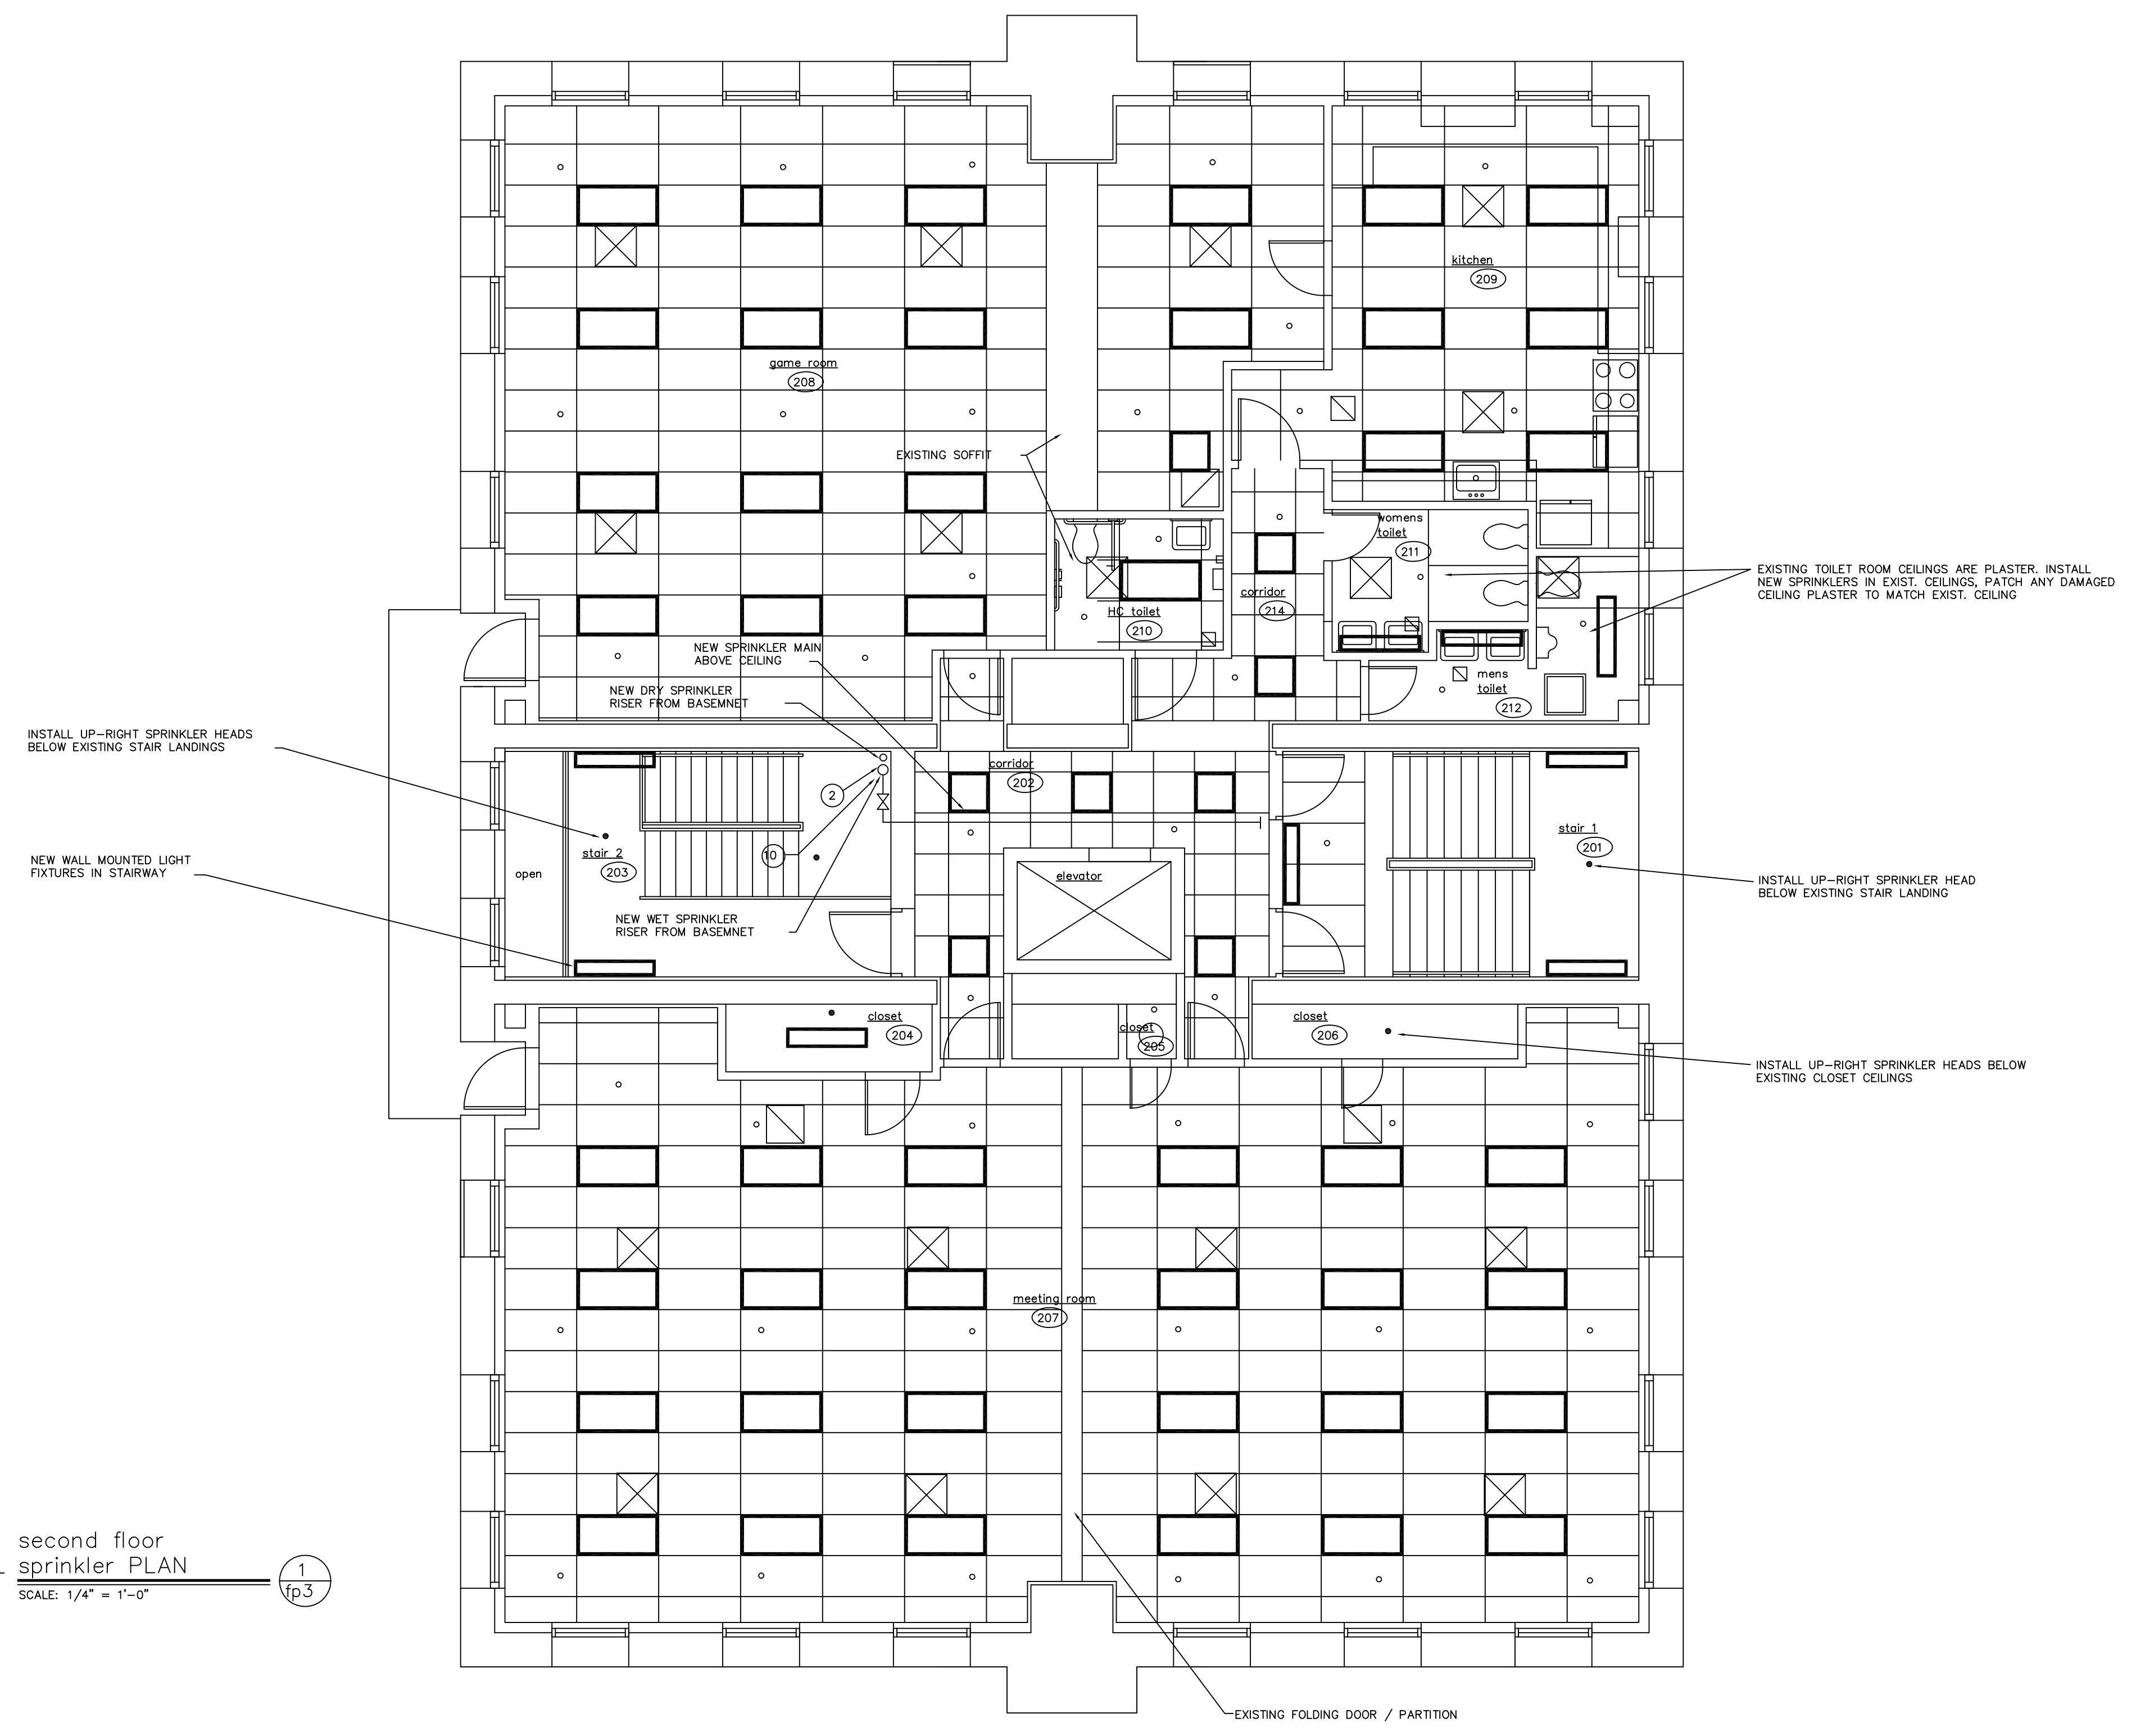 kitchen
209
game room
208
EXISTING SOFFIT
womens
toilet
211
corridor
214
HC toilet
210
EXISTING TOILET ROOM CEILINGS ARE PLASTER. INSTALL
NEW SPRINKLERS IN EXIST. CEILINGS, PATCH ANY DAMAGED
CEILING PLASTER TO MATCH EXIST. CEILING
NEW SPRINKLER MAIN
ABOVE CEILING
mens
toilet
212
NEW DRY SPRINKLER
RISER FROM BASEMNET
INSTALL UP-RIGHT SPRINKLER HEADS
BELOW EXISTING STAIR LANDINGS
corridor
202
2
10
stair 2
203
open
NEW WALL MOUNTED LIGHT
FIXTURES IN STAIRWAY
NEW WET SPRINKLER
RISER FROM BASEMNET
elevator
stair 1
201
INSTALL UP-RIGHT SPRINKLER HEAD
BELOW EXISTING STAIR LANDING
closet
204
closet
205
closet
206
INSTALL UP-RIGHT SPRINKLER HEADS BELOW
EXISTING CLOSET CEILINGS
meeting room
207
second floor
sprinkler PLAN
SCALE: 1/4" = 1'-0"
1
fp3
EXISTING FOLDING DOOR / PARTITION